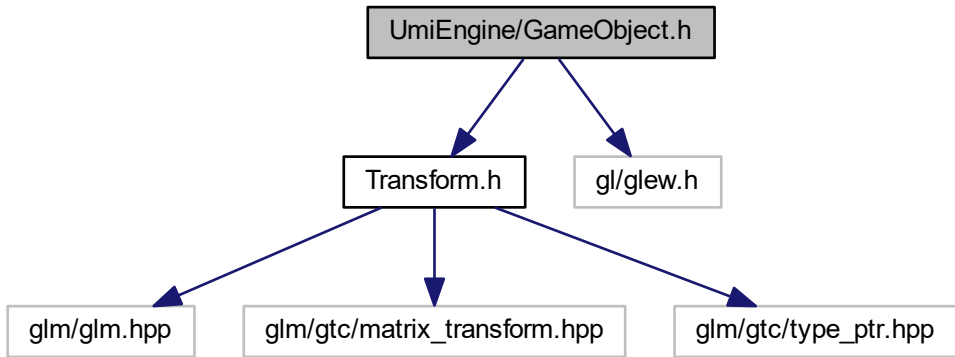 UmiEngine/GameObject.h
Transform.h
gl/glew.h
glm/glm.hpp
glm/gtc/matrix_transform.hpp
glm/gtc/type_ptr.hpp